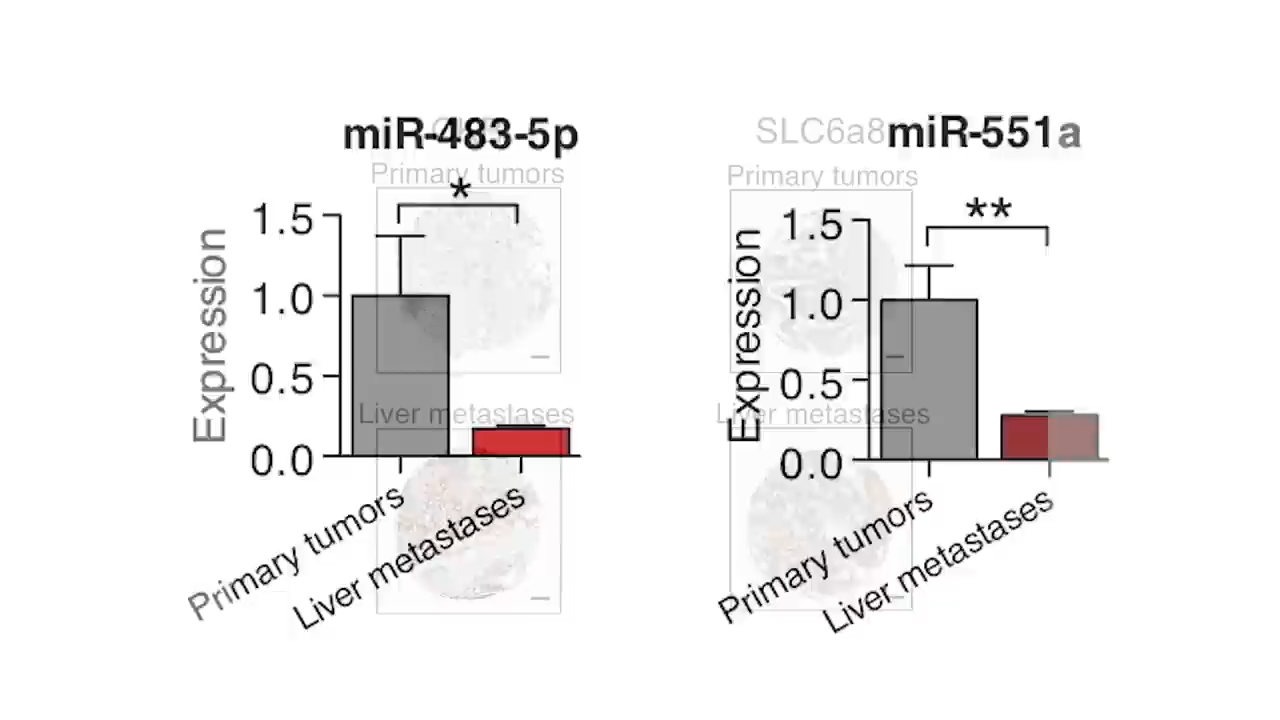 miR-483-5p
Primary tumors
*
1.5
1.0
0.5
0.0
Expression
Liver metastases
Primary tumors
Liver metastases
SLC6a8
miR-551a
Primary tumors
**
1.5
1.0
0.5
0.0
Expression
Liver metastases
Primary tumors
Liver metastases